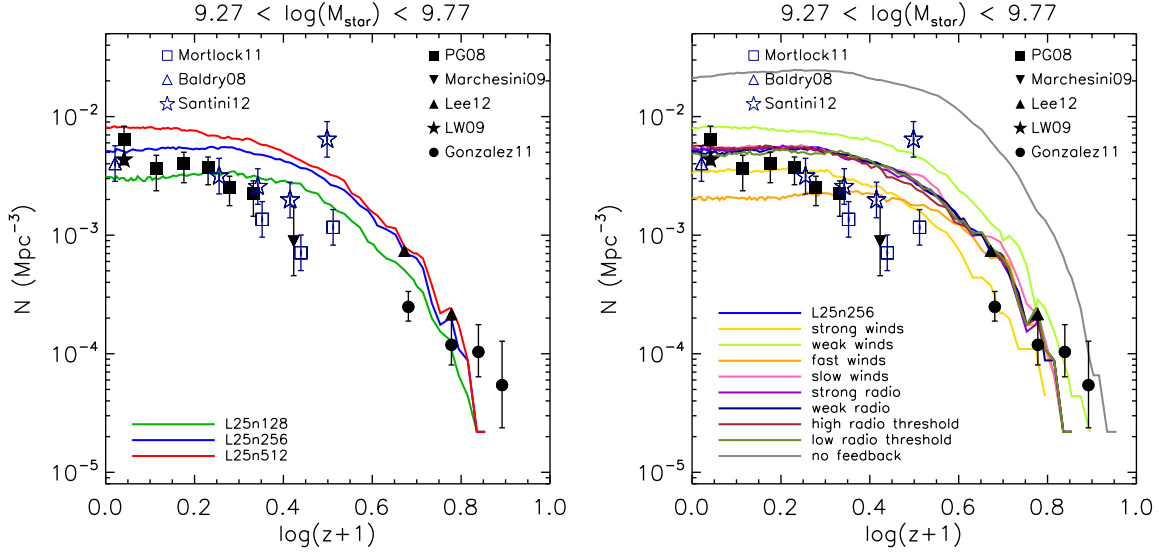 9.27 < log(M_star) < 9.77
Mortlock11
Baldry08
Santini12
PG08
Marchesini09
Lee12
LW09
Gonzalez11
N (Mpc^-3)
10^-2
10^-3
10^-4
10^-5
L25n128
L25n256
L25n512
0.0 0.2 0.4 0.6 0.8 1.0
log(z+1)
9.27 < log(M_star) < 9.77
Mortlock11
Baldry08
Santini12
PG08
Marchesini09
Lee12
LW09
Gonzalez11
N (Mpc^-3)
10^-2
10^-3
10^-4
10^-5
L25n256
strong winds
weak winds
fast winds
slow winds
strong radio
weak radio
high radio threshold
low radio threshold
no feedback
0.0 0.2 0.4 0.6 0.8 1.0
log(z+1)